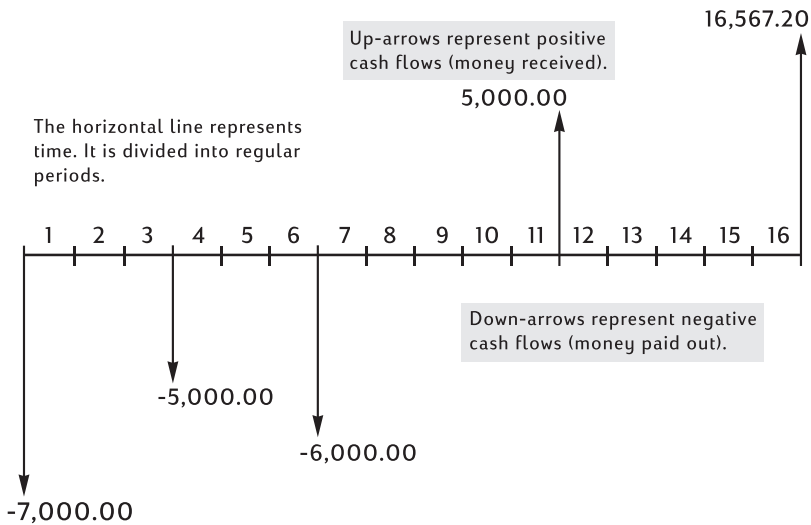 16,567.20
Up-arrows represent positive
cash flows (money received).
5,000.00
The horizontal line represents
time. It is divided into regular
periods.
1 2 3 4 5 6 7 8 9 10 11 12 13 14 15 16
Down-arrows represent negative
cash flows (money paid out).
-5,000.00
-6,000.00
-7,000.00